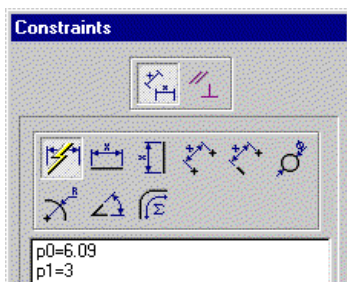 Constraints
R
Σ
p0=6.09
p1=3